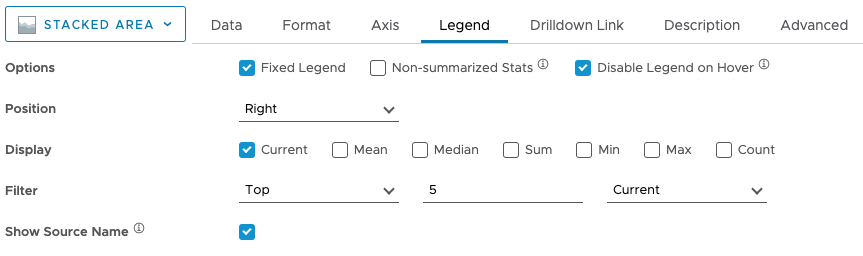 STACKED AREA Data Format Axis Legend Drilldown Link Description Advanced
Options Fixed Legend Non-summarized Stats Disable Legend on Hover
Position Right
Display Current Mean Median Sum Min Max Count
Filter Top 5 Current
Show Source Name